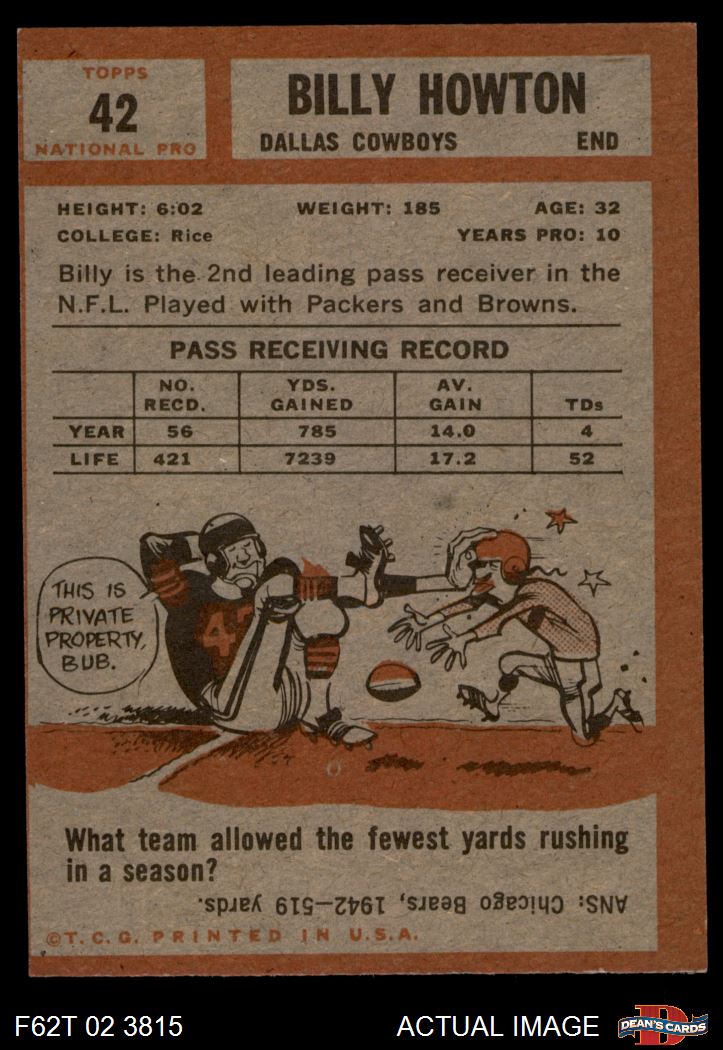 TOPPS
42
NATIONAL PRO
BILLY HOWTON
DALLAS COWBOYS END
HEIGHT: 6:02 WEIGHT: 185 AGE: 32
COLLEGE: Rice YEARS PRO: 10
Billy is the 2nd leading pass receiver in the
N.F.L. Played with Packers and Browns.
PASS RECEIVING RECORD
NO. RECD. YDS. GAINED AV. GAIN TDs
YEAR 56 785 14.0 4
LIFE 421 7239 17.2 52
THIS IS
PRIVATE
PROPERTY,
BUB.
What team allowed the fewest yards rushing
in a season?
ANS: Chicago Bears, 1942—519 yards.
©T.C.G. PRINTED IN U.S.A.
F62T 02 3815 ACTUAL IMAGE DEAN'S CARDS